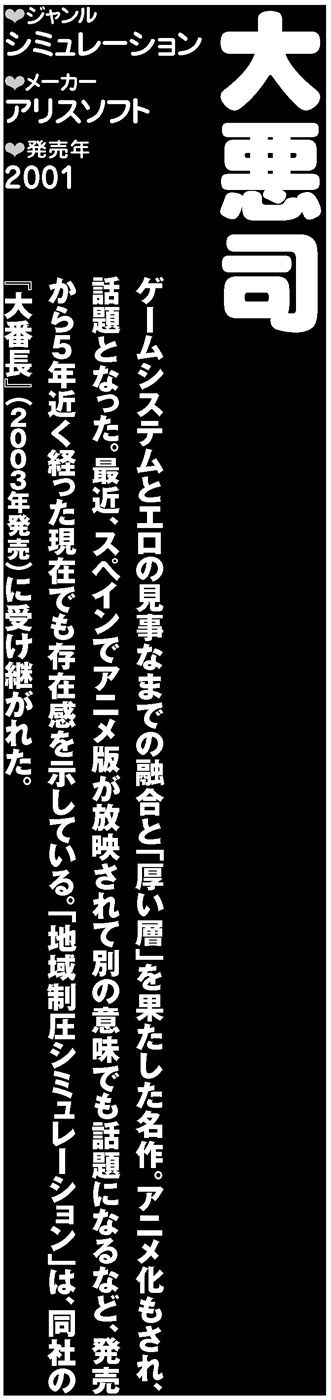 大悪司
❤ジャンル
シミュレーション
❤メーカー
アリスソフト
❤発売年
2001
ゲームシステムとエロの見事なまでの融合と「厚い層」を果たした名作。アニメ化もされ、
話題となった。最近、スペインでアニメ版が放映されて別の意味でも話題になるなど、発売
から5年近く経った現在でも存在感を示している。「地域制圧シミュレーション」は、同社の
『大番長』(2003年発売)に受け継がれた。